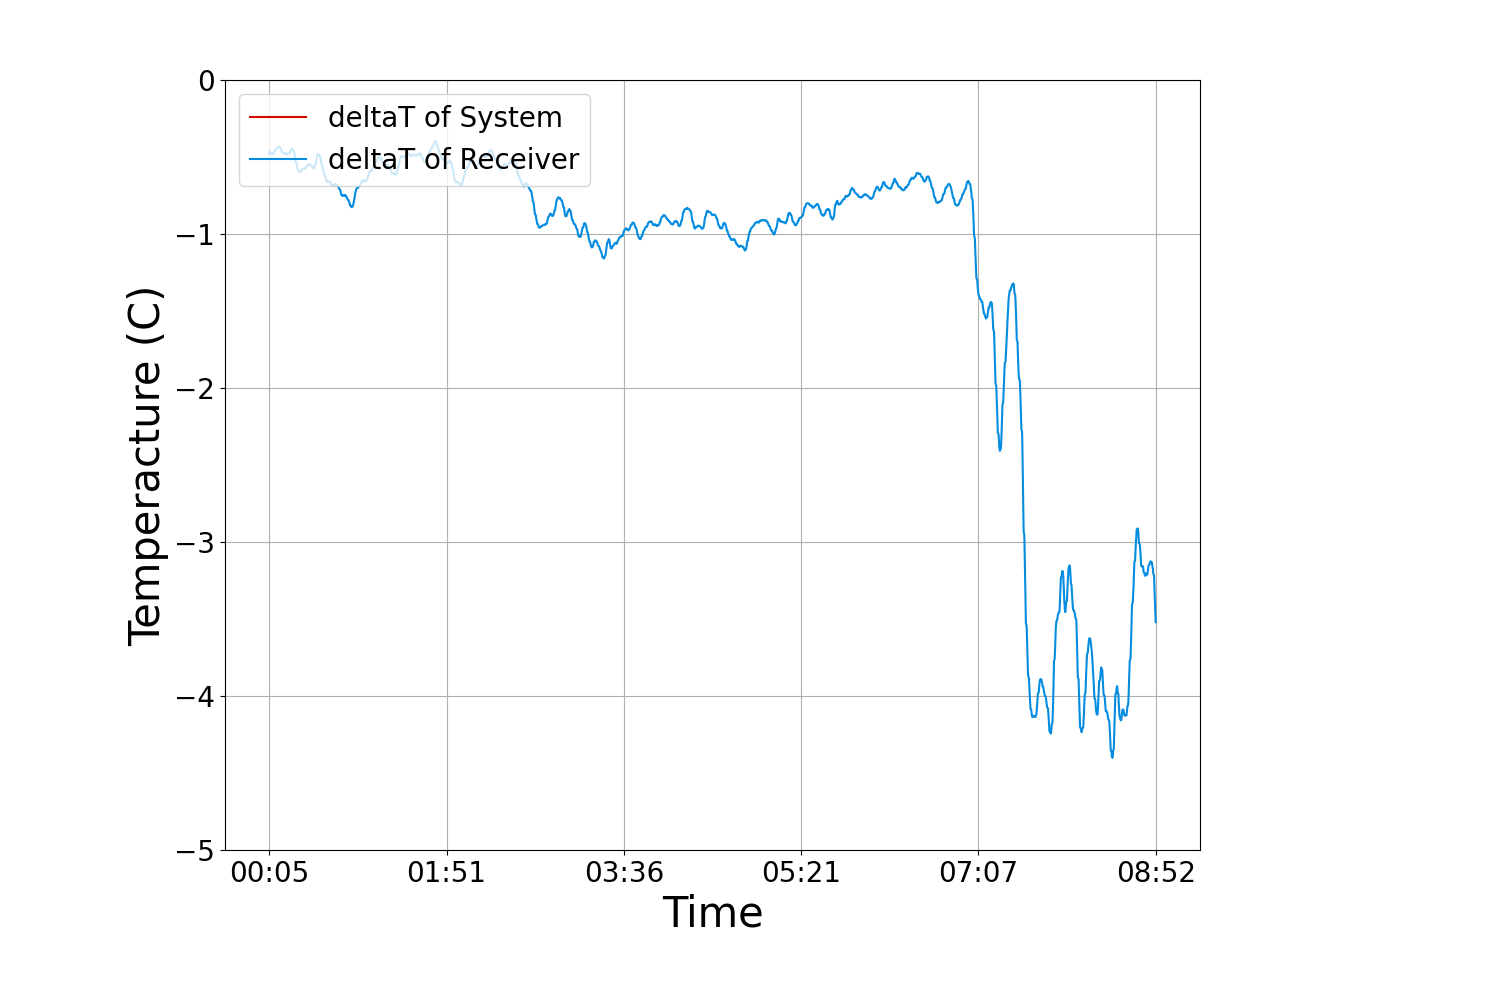 deltaT of System
deltaT of Receiver
0
−1
−2
−3
−4
−5
Temperacture (C)
00:05 01:51 03:36 05:21 07:07 08:52
Time